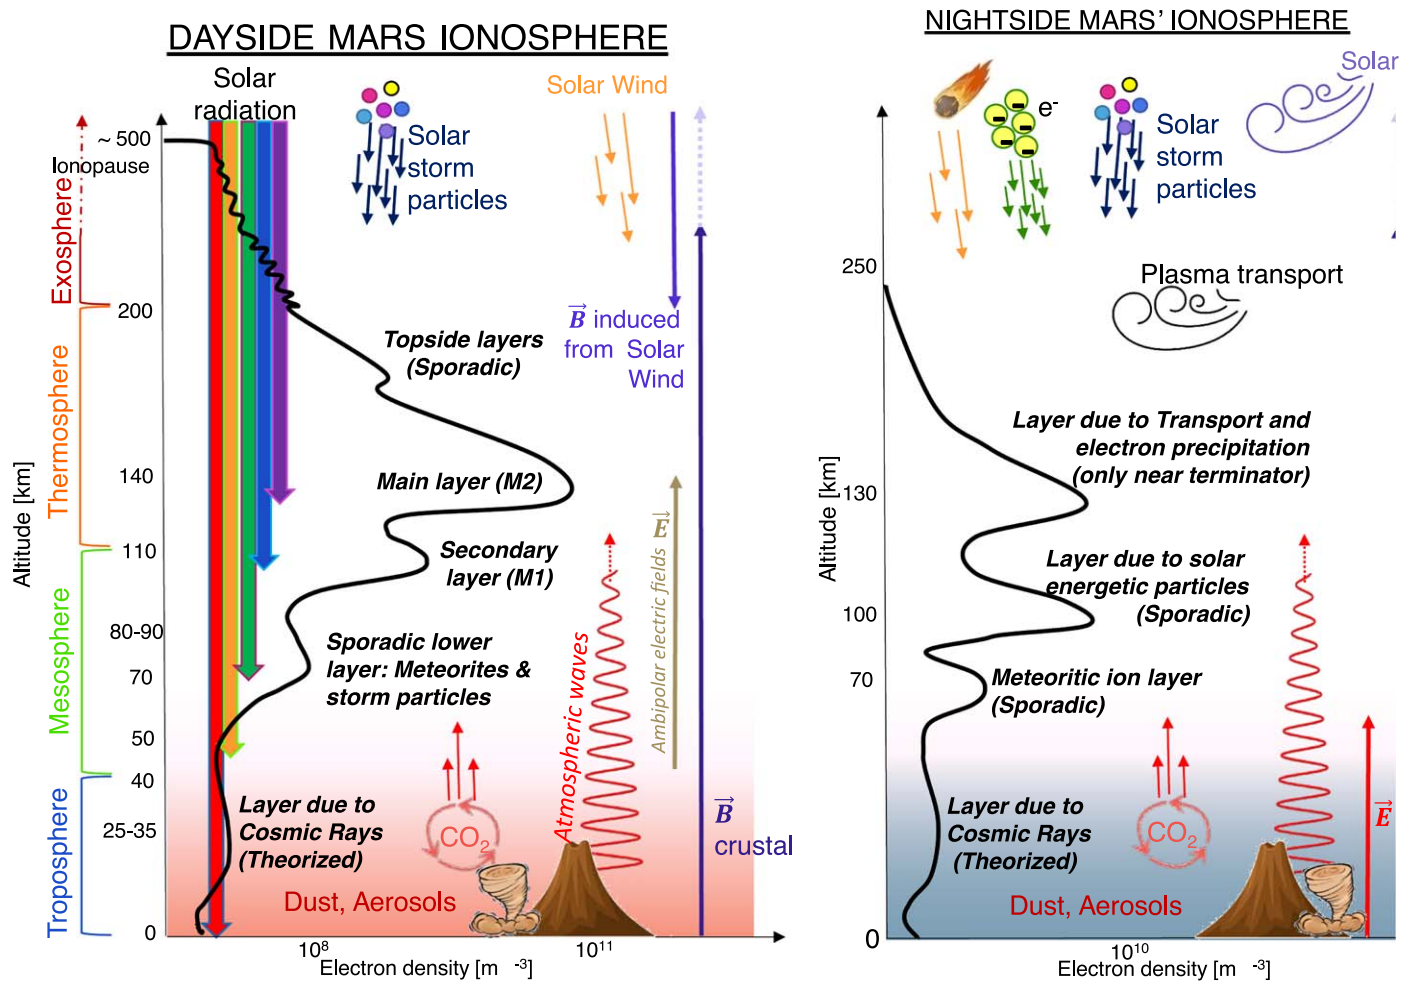 DAYSIDE MARS IONOSPHERE
Solar
radiation
Solar
storm
particles
Solar Wind
~ 500
Ionopause
200
140
110
80-90
70
50
40
25-35
0
Altitude [km]
Exosphere
Thermosphere
Mesosphere
Troposphere
Topside layers
(Sporadic)
Main layer (M2)
Secondary
layer (M1)
Sporadic lower
layer: Meteorites &
storm particles
Layer due to
Cosmic Rays
(Theorized)
B induced
from Solar
Wind
Ambipolar electric fields E
Atmospheric waves
CO2
Dust, Aerosols
B
crustal
10^8
10^11
Electron density [m -3]
NIGHTSIDE MARS' IONOSPHERE
e-
Solar
storm
particles
Solar
Plasma transport
250
130
100
70
0
Altitude [km]
Layer due to Transport and
electron precipitation
(only near terminator)
Layer due to solar
energetic particles
(Sporadic)
Meteoritic ion layer
(Sporadic)
Layer due to
Cosmic Rays
(Theorized)
CO2
Dust, Aerosols
E
10^10
Electron density [m -3]